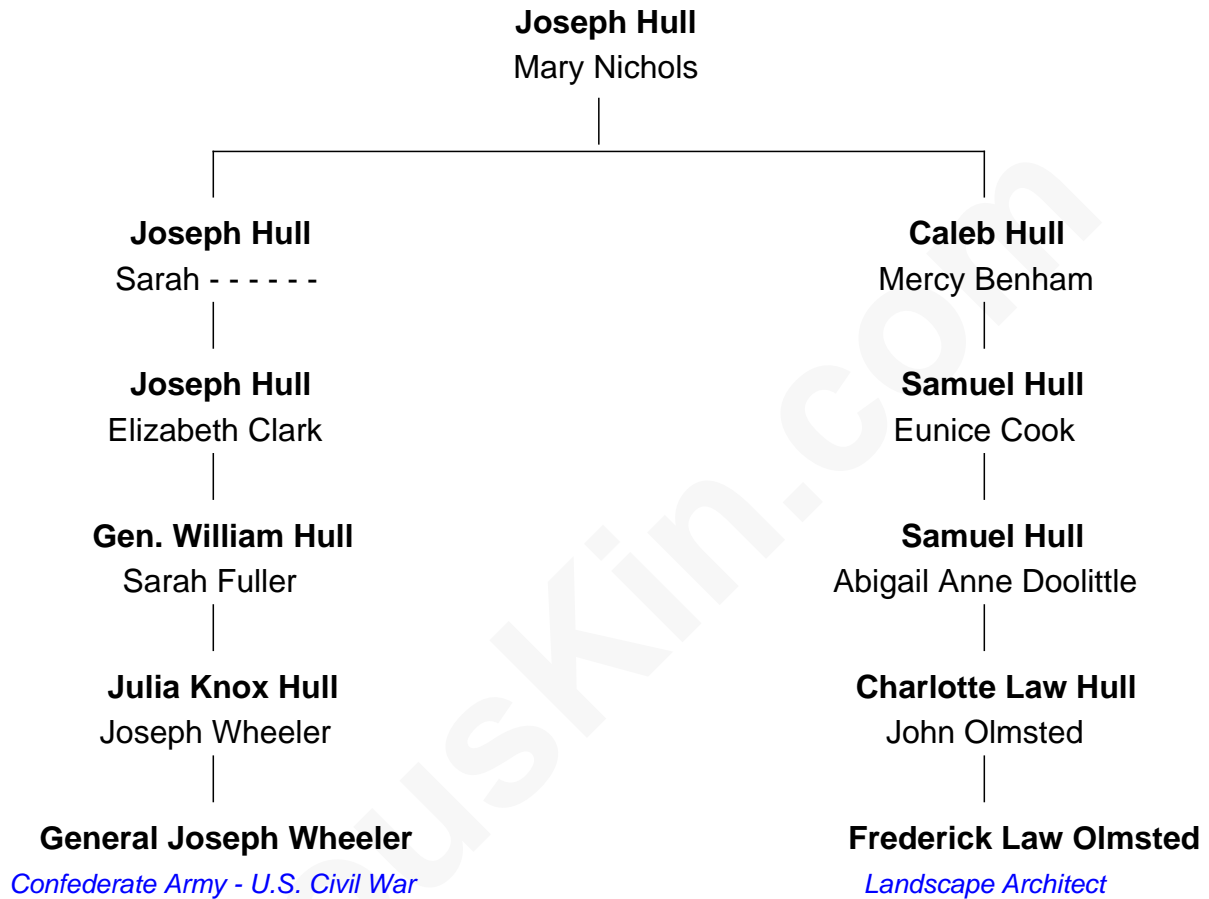 Joseph Hull
Mary Nichols
Joseph Hull
Sarah - - - - - -
Caleb Hull
Mercy Benham
Joseph Hull
Elizabeth Clark
Samuel Hull
Eunice Cook
Gen. William Hull
Sarah Fuller
Samuel Hull
Abigail Anne Doolittle
Julia Knox Hull
Joseph Wheeler
Charlotte Law Hull
John Olmsted
General Joseph Wheeler
Confederate Army - U.S. Civil War
Frederick Law Olmsted
Landscape Architect